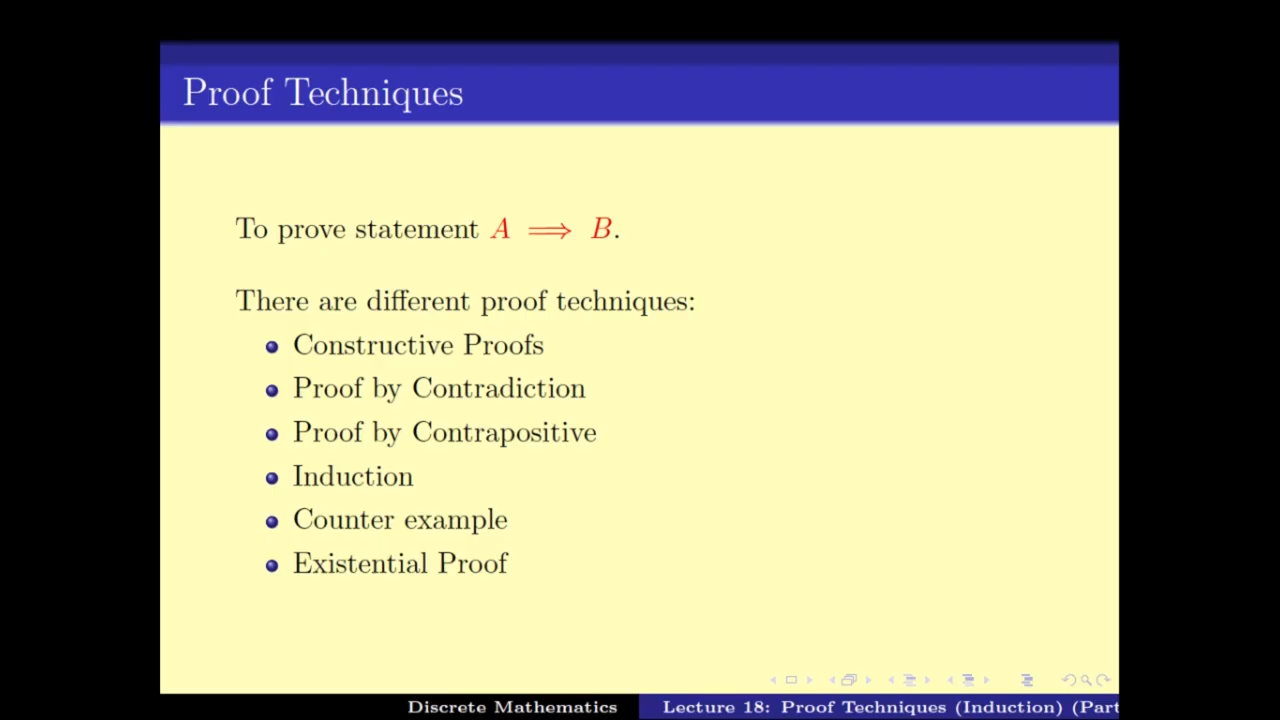 Proof Techniques
To prove statement A ⟹ B.
There are different proof techniques:
Constructive Proofs
Proof by Contradiction
Proof by Contrapositive
Induction
Counter example
Existential Proof
Discrete Mathematics
Lecture 18: Proof Techniques (Induction) (Part